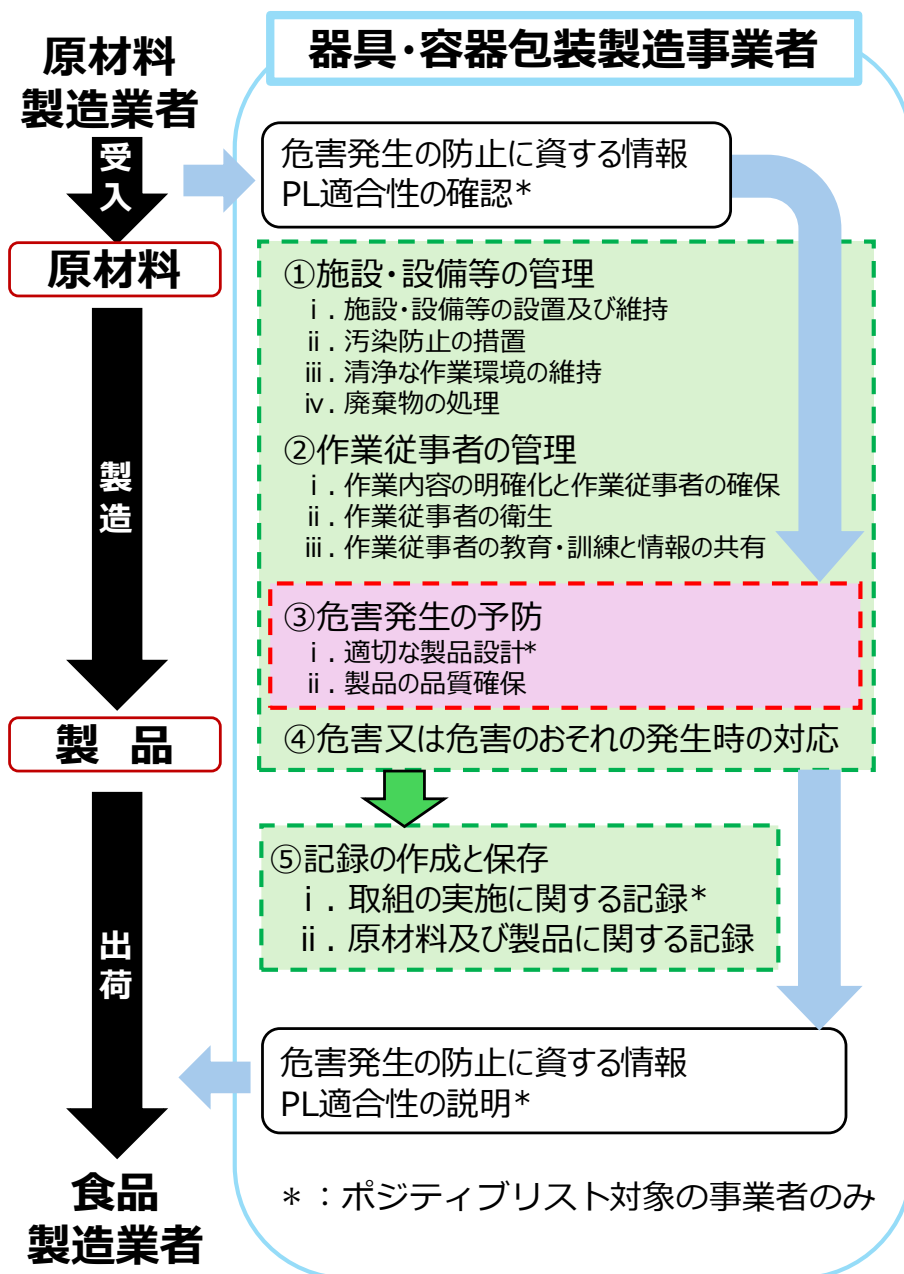 原材料
製造業者
受入
原材料
製造
製 品
出荷
食品
製造業者
器具・容器包装製造事業者
危害発生の防止に資する情報
PL適合性の確認*
①施設・設備等の管理
ⅰ. 施設・設備等の設置及び維持
ⅱ. 汚染防止の措置
ⅲ. 清浄な作業環境の維持
ⅳ. 廃棄物の処理
②作業従事者の管理
ⅰ. 作業内容の明確化と作業従事者の確保
ⅱ. 作業従事者の衛生
ⅲ. 作業従事者の教育・訓練と情報の共有
③危害発生の予防
ⅰ. 適切な製品設計*
ⅱ. 製品の品質確保
④危害又は危害のおそれの発生時の対応
⑤記録の作成と保存
ⅰ. 取組の実施に関する記録*
ⅱ. 原材料及び製品に関する記録
危害発生の防止に資する情報
PL適合性の説明*
*：ポジティブリスト対象の事業者のみ